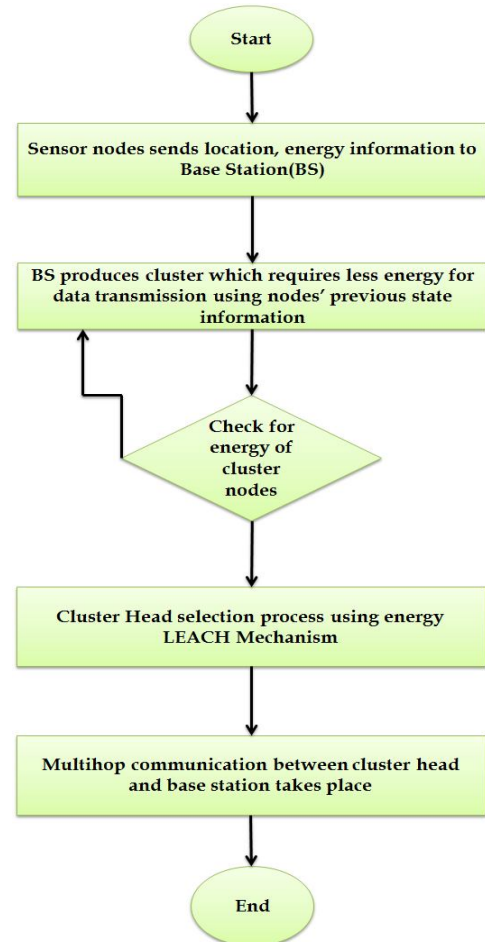 Start
Sensor nodes sends location, energy information to
Base Station(BS)
BS produces cluster which requires less energy for
data transmission using nodes’ previous state
information
Check for
energy of
cluster
nodes
Cluster Head selection process using energy
LEACH Mechanism
Multihop communication between cluster head
and base station takes place
End